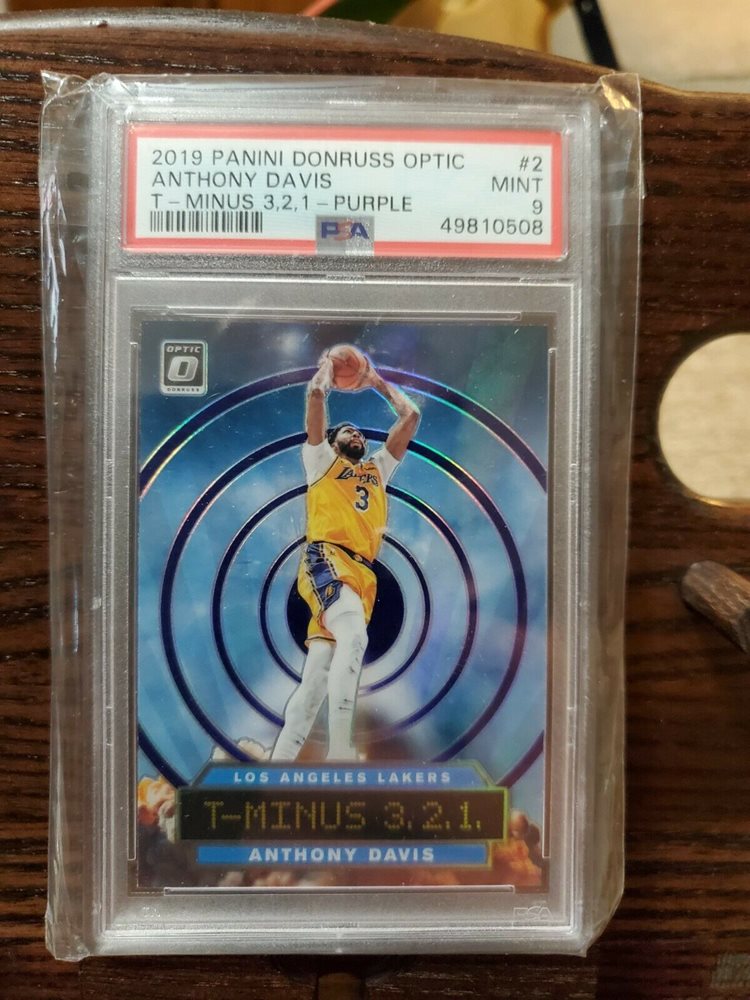 2019 PANINI DONRUSS OPTIC #2
ANTHONY DAVIS MINT
T - MINUS 3,2,1 - PURPLE 9
PSA 49810508
OPTIC
O
DONRUSS
LAKERS
3
LOS ANGELES LAKERS
T-MINUS 3.2.1.
ANTHONY DAVIS
PSA